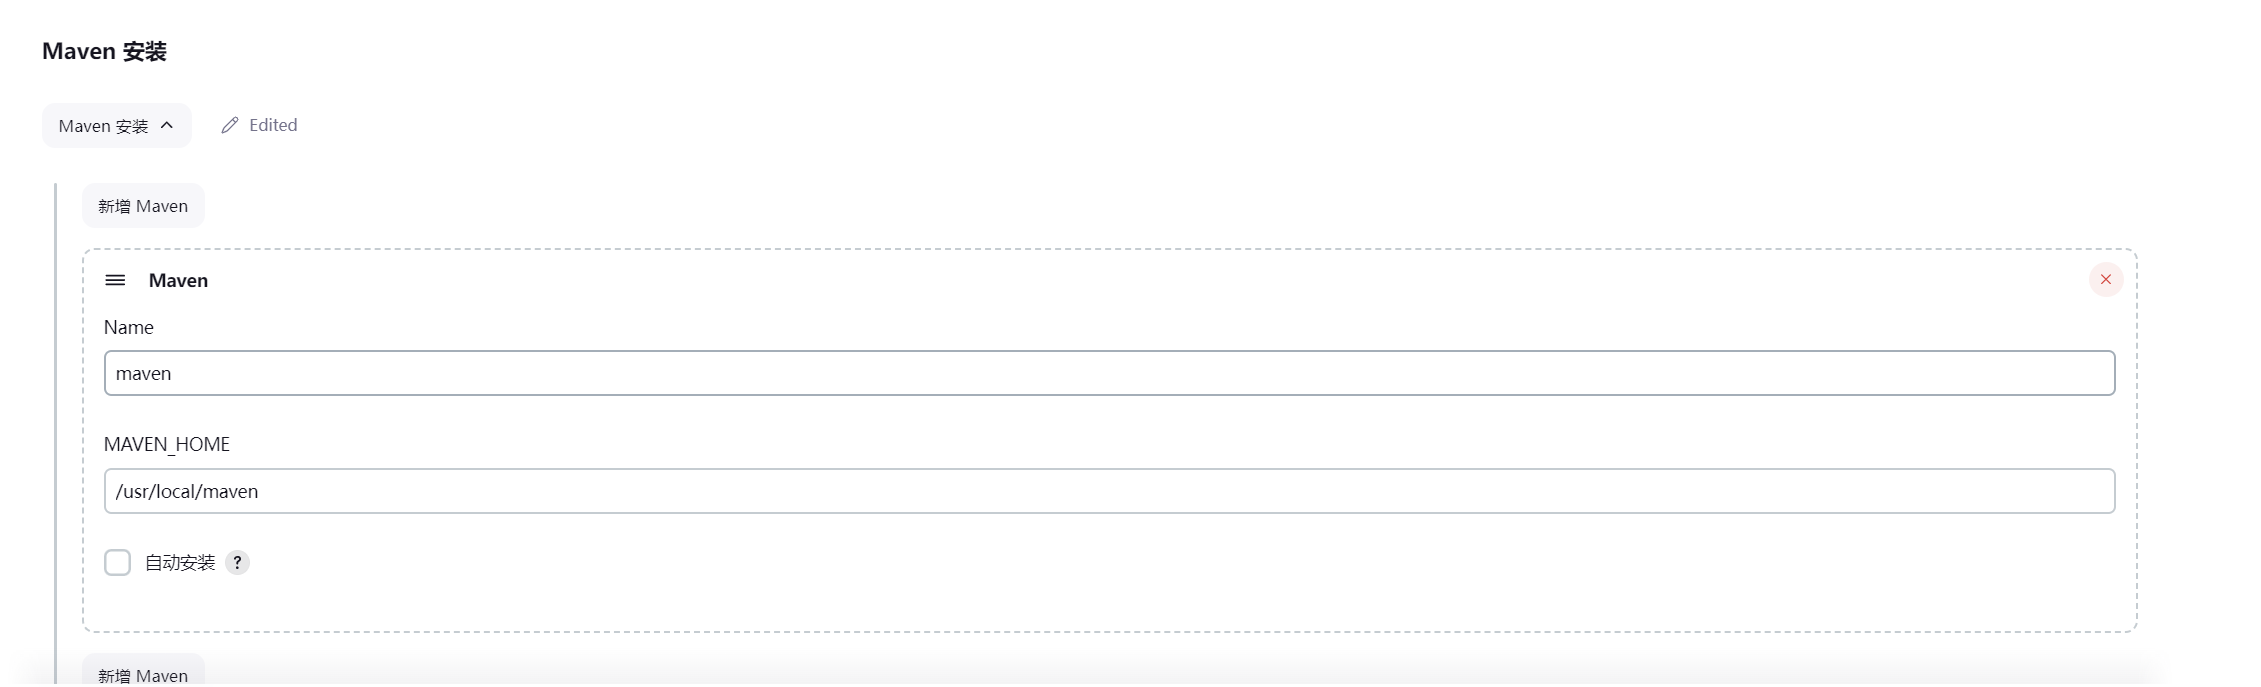 Maven 安装
Maven 安装
Edited
新增 Maven
Maven
Name
maven
MAVEN_HOME
/usr/local/maven
自动安装 ?
新增 Maven